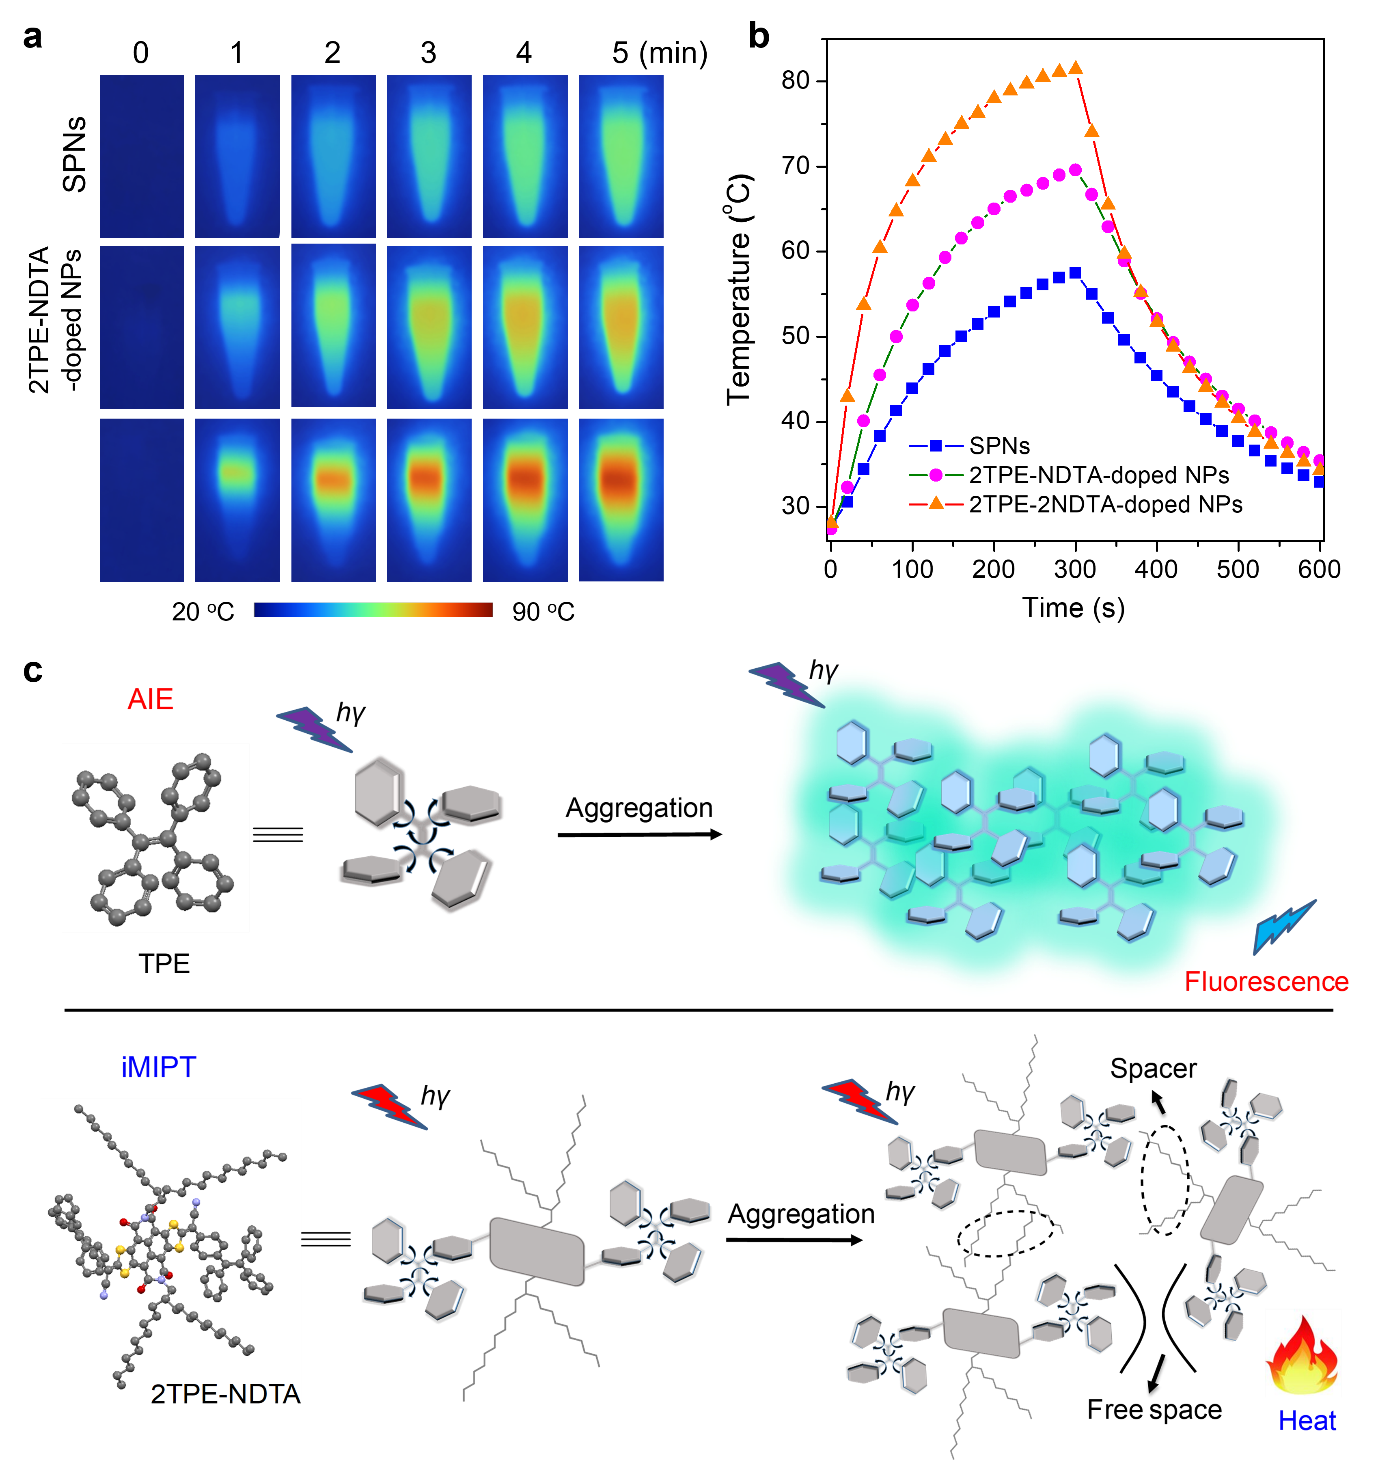 a
0 1 2 3 4 5 (min)
SPNs
2TPE-NDTA
-doped NPs
20 °C
90 °C
b
Temperature (°C)
80
70
60
50
40
30
SPNs
2TPE-NDTA-doped NPs
2TPE-2NDTA-doped NPs
0 100 200 300 400 500 600
Time (s)
c
AIE
hγ
TPE
Aggregation
hγ
Fluorescence
iMIPT
hγ
2TPE-NDTA
Aggregation
hγ
Spacer
Free space
Heat